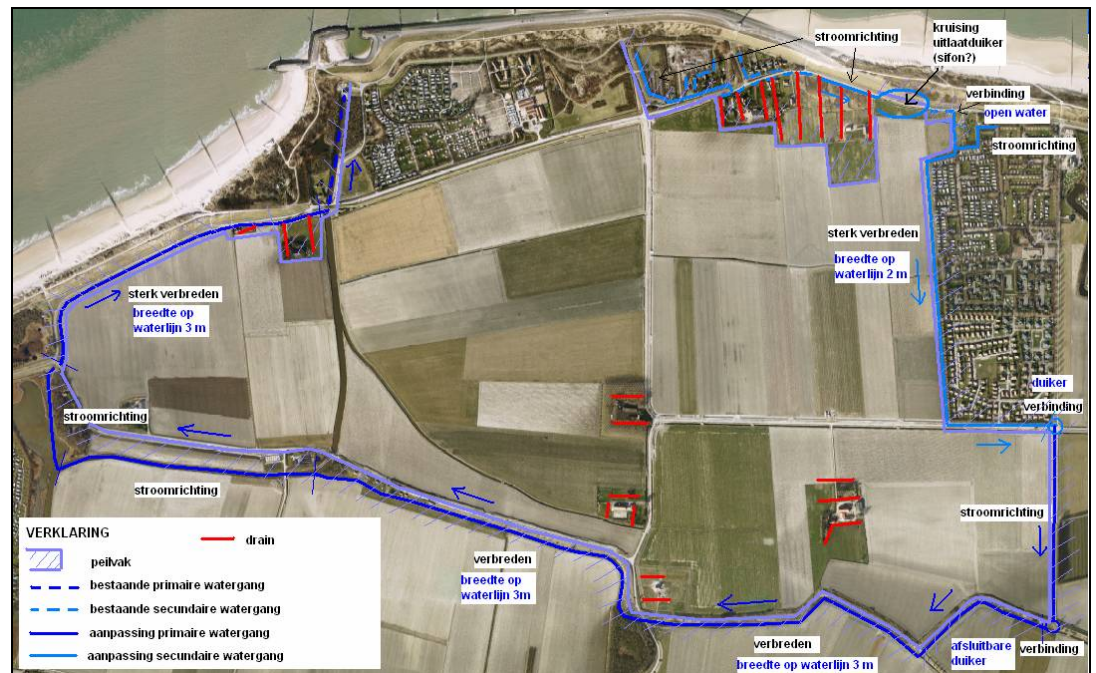 kruising
uitlaatduiker
(sifon?)
stroomrichting
verbinding
open water
stroomrichting
sterk verbreden
breedte op
waterlijn 2 m
sterk verbreden
breedte op
waterlijn 3 m
duiker
verbinding
stroomrichting
stroomrichting
stroomrichting
verbreden
breedte op
waterlijn 3m
verbreden
breedte op waterlijn 3 m
afsluitbare
duiker
verbinding
VERKLARING
drain
peilvak
bestaande primaire watergang
bestaande secundaire watergang
aanpassing primaire watergang
aanpassing secundaire watergang